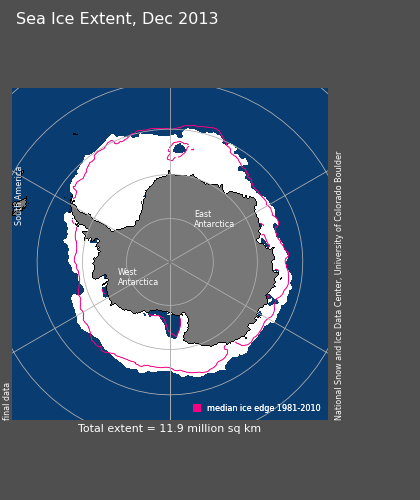 Sea Ice Extent, Dec 2013
South America
East
Antarctica
West
Antarctica
National Snow and Ice Data Center, University of Colorado Boulder
final data
median ice edge 1981-2010
Total extent = 11.9 million sq km